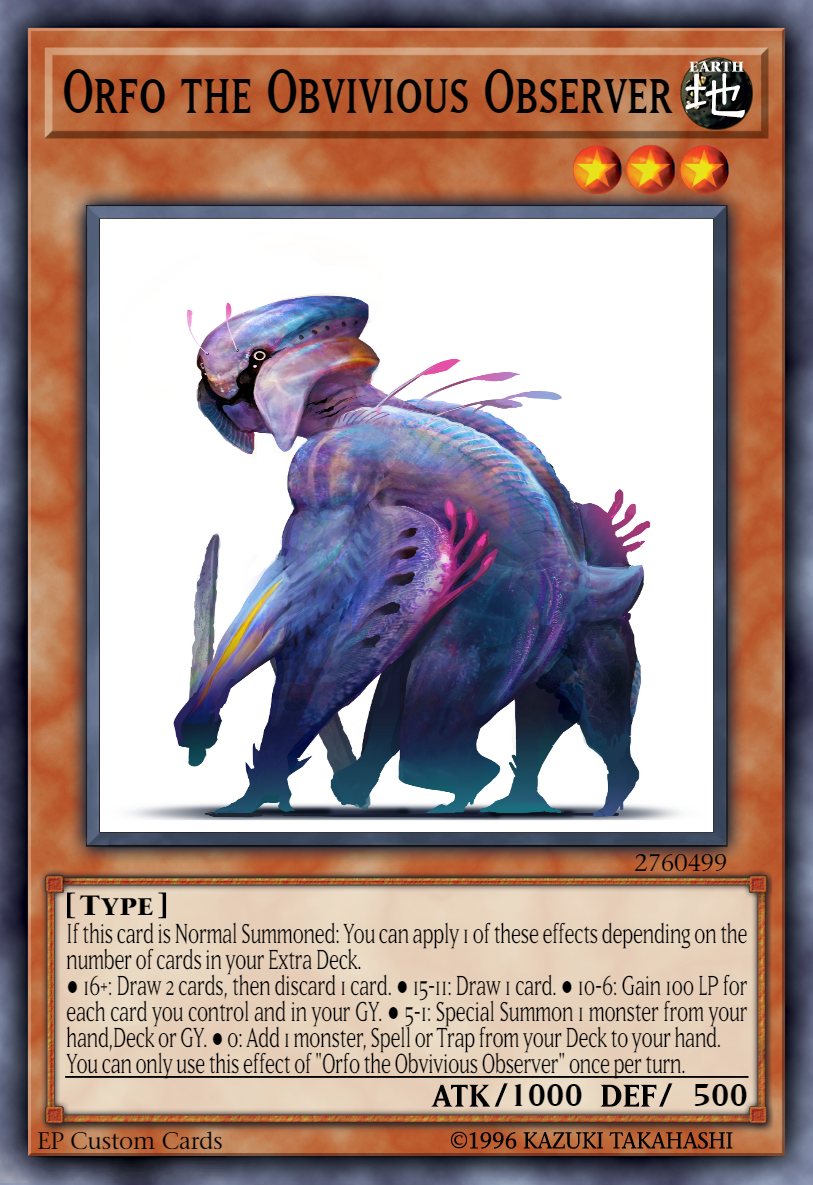 Orfo the Obvivious Observer
EARTH
地
2760499
[Type]
If this card is Normal Summoned: You can apply 1 of these effects depending on the
number of cards in your Extra Deck.
● 16+: Draw 2 cards, then discard 1 card. ● 15-11: Draw 1 card. ● 10-6: Gain 100 LP for
each card you control and in your GY. ● 5-1: Special Summon 1 monster from your
hand,Deck or GY. ● 0: Add 1 monster, Spell or Trap from your Deck to your hand.
You can only use this effect of "Orfo the Obvivious Observer" once per turn.
ATK/1000 DEF/ 500
EP Custom Cards ©1996 KAZUKI TAKAHASHI